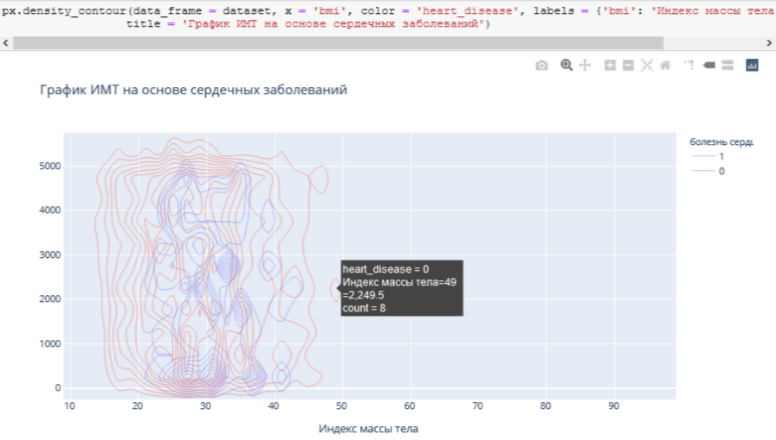 px.density_contour(data_frame = dataset, x = 'bmi', color = 'heart_disease', labels = {'bmi': 'Индекс массы тела
title = 'График ИМТ на основе сердечных заболеваний')
График ИМТ на основе сердечных заболеваний
болезнь сердц
1
0
5000
4000
3000
2000
1000
0
heart_disease = 0
Индекс массы тела=49
=2,249.5
count = 8
10 20 30 40 50 60 70 80 90
Индекс массы тела